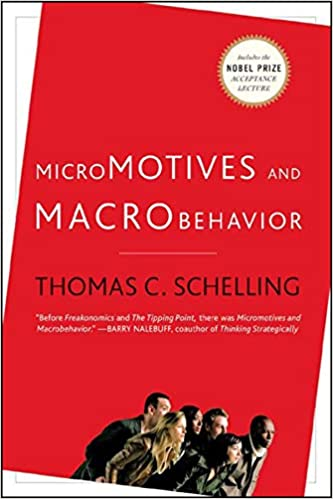 Includes the
NOBEL PRIZE
ACCEPTANCE
LECTURE
MICROMOTIVES AND
MACROBEHAVIOR
THOMAS C. SCHELLING
"Before Freakonomics and The Tipping Point, there was Micromotives and
Macrobehavior." —BARRY NALEBUFF, coauthor of Thinking Strategically